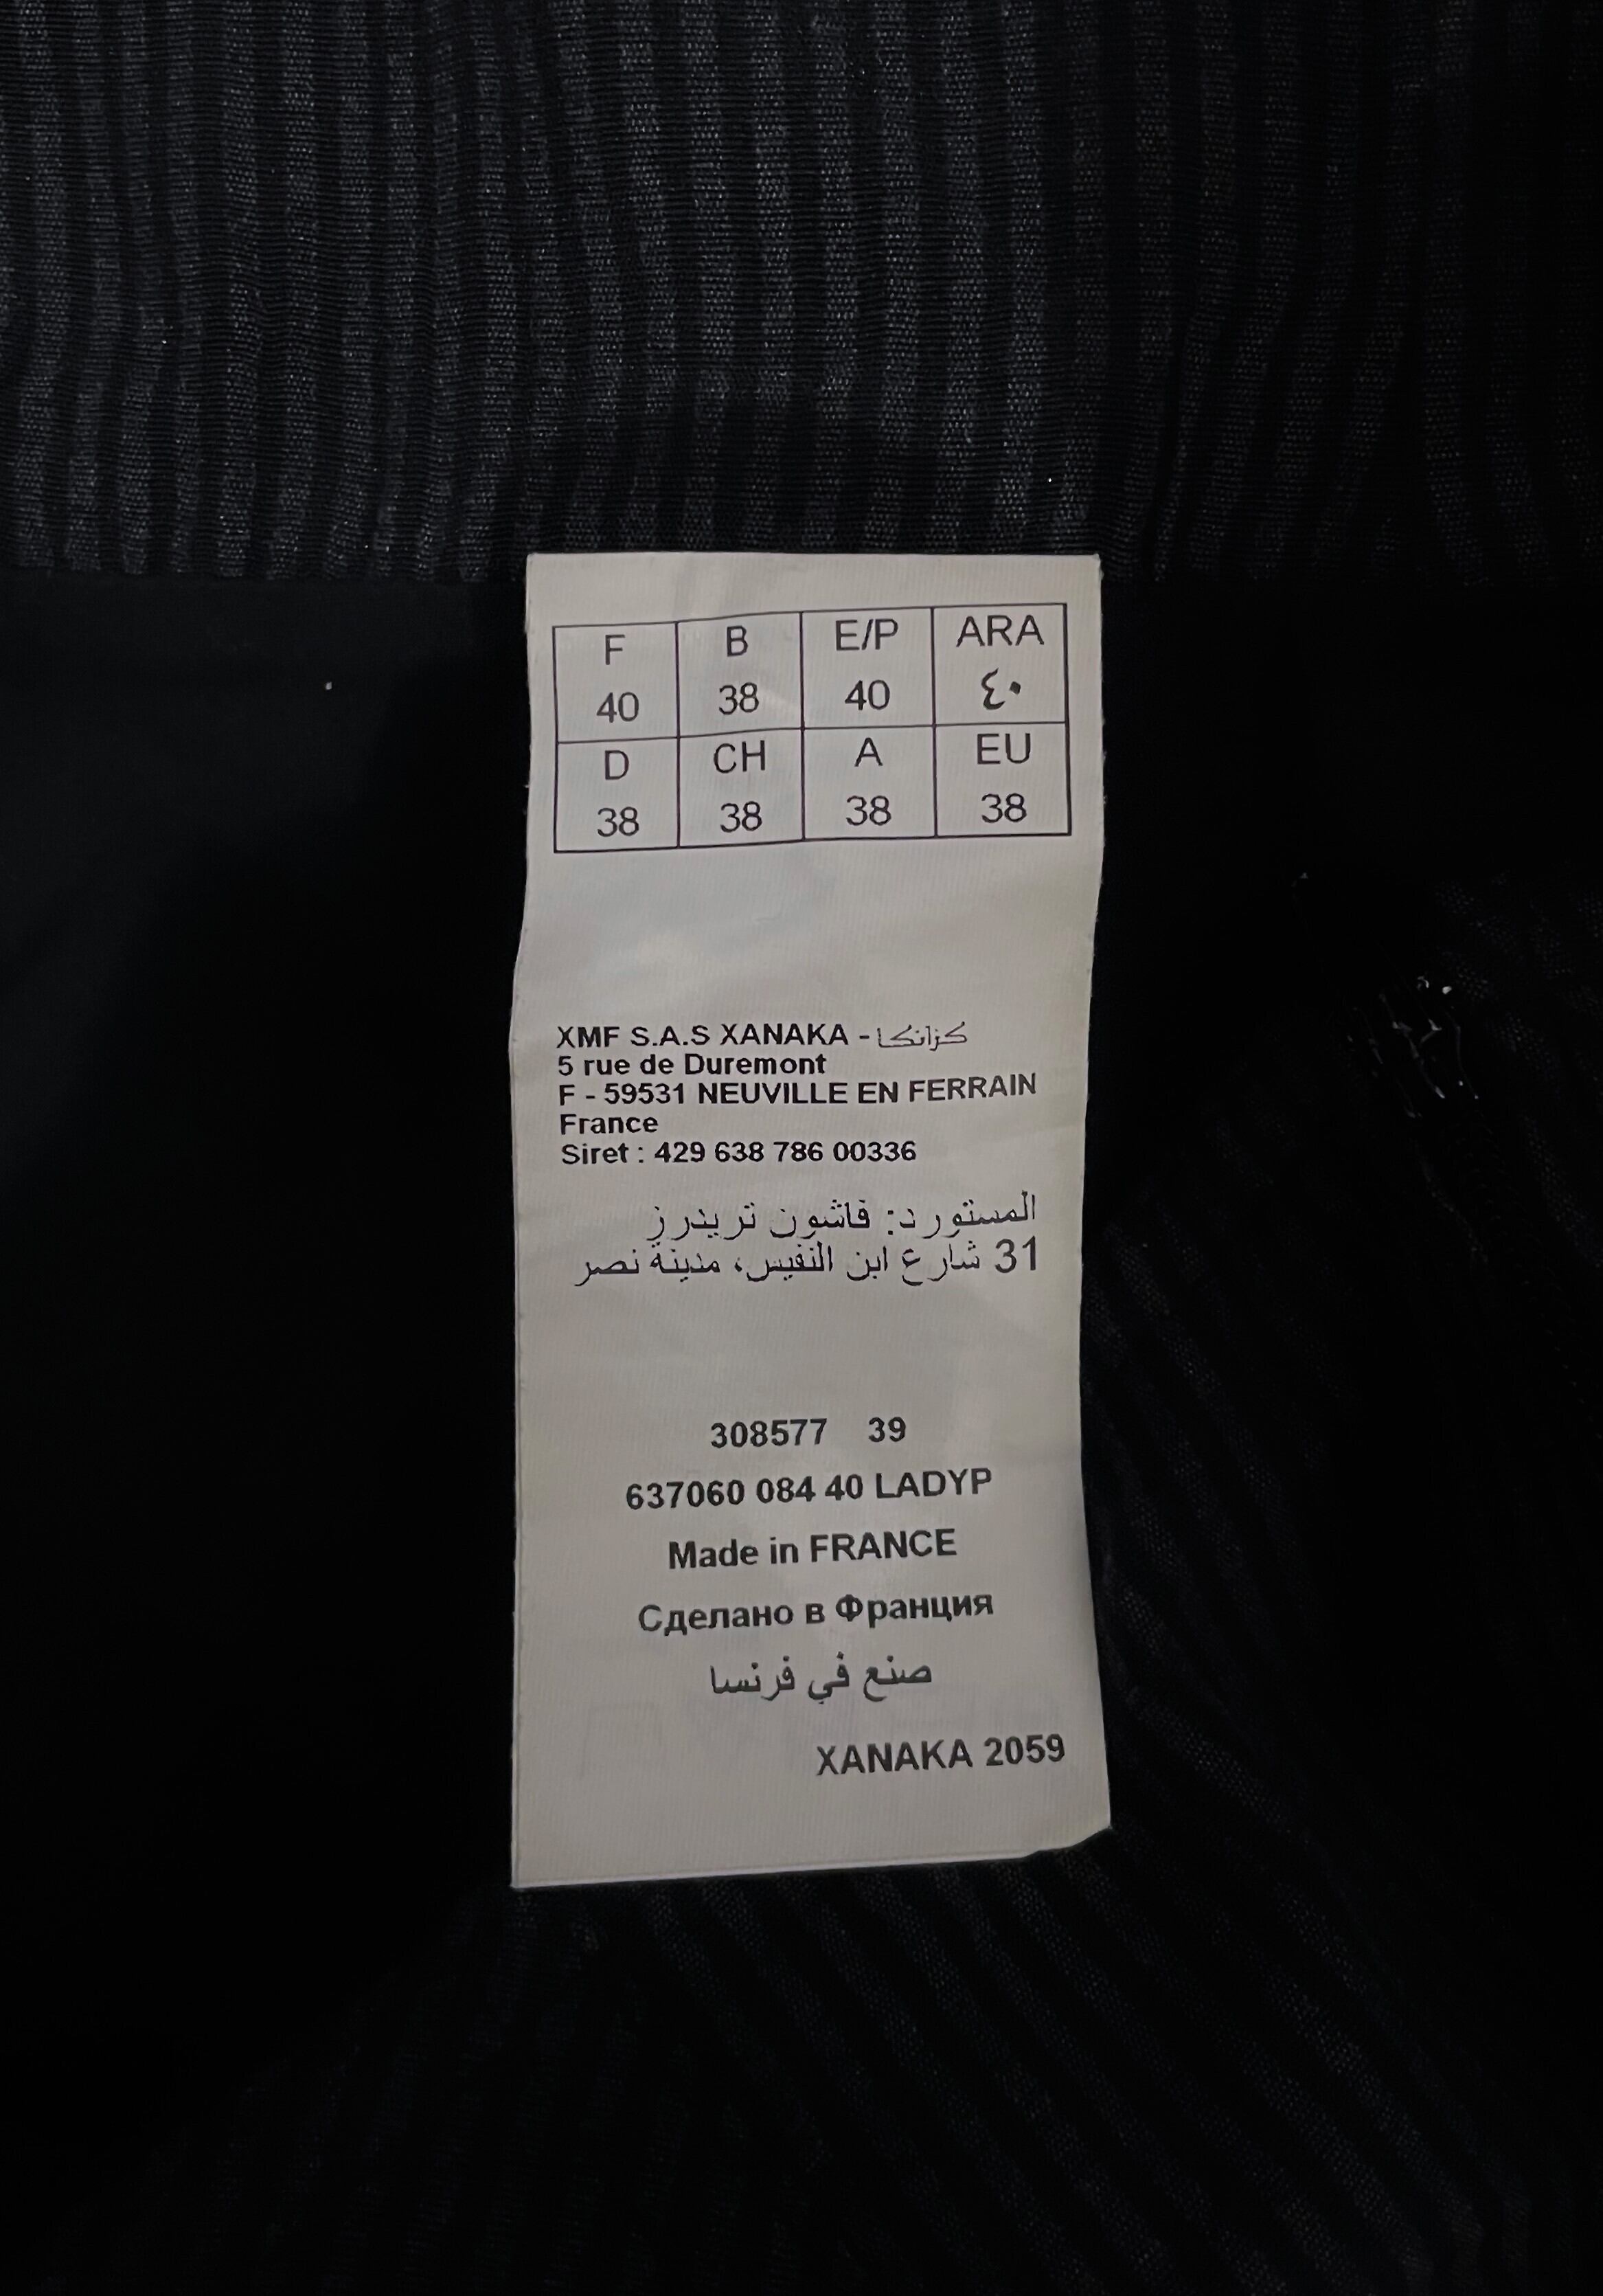 F B E/P ARA
40 38 40 ٤٠
D CH A EU
38 38 38 38
XMF S.A.S XANAKA - كزانكا
5 rue de Duremont
F - 59531 NEUVILLE EN FERRAIN
France
Siret : 429 638 786 00336
المستورد: فاشون تريدرز
31 شارع ابن النفيس، مدينة نصر
308577 39
637060 084 40 LADYP
Made in FRANCE
Сделано в Франция
صنع في فرنسا
XANAKA 2059